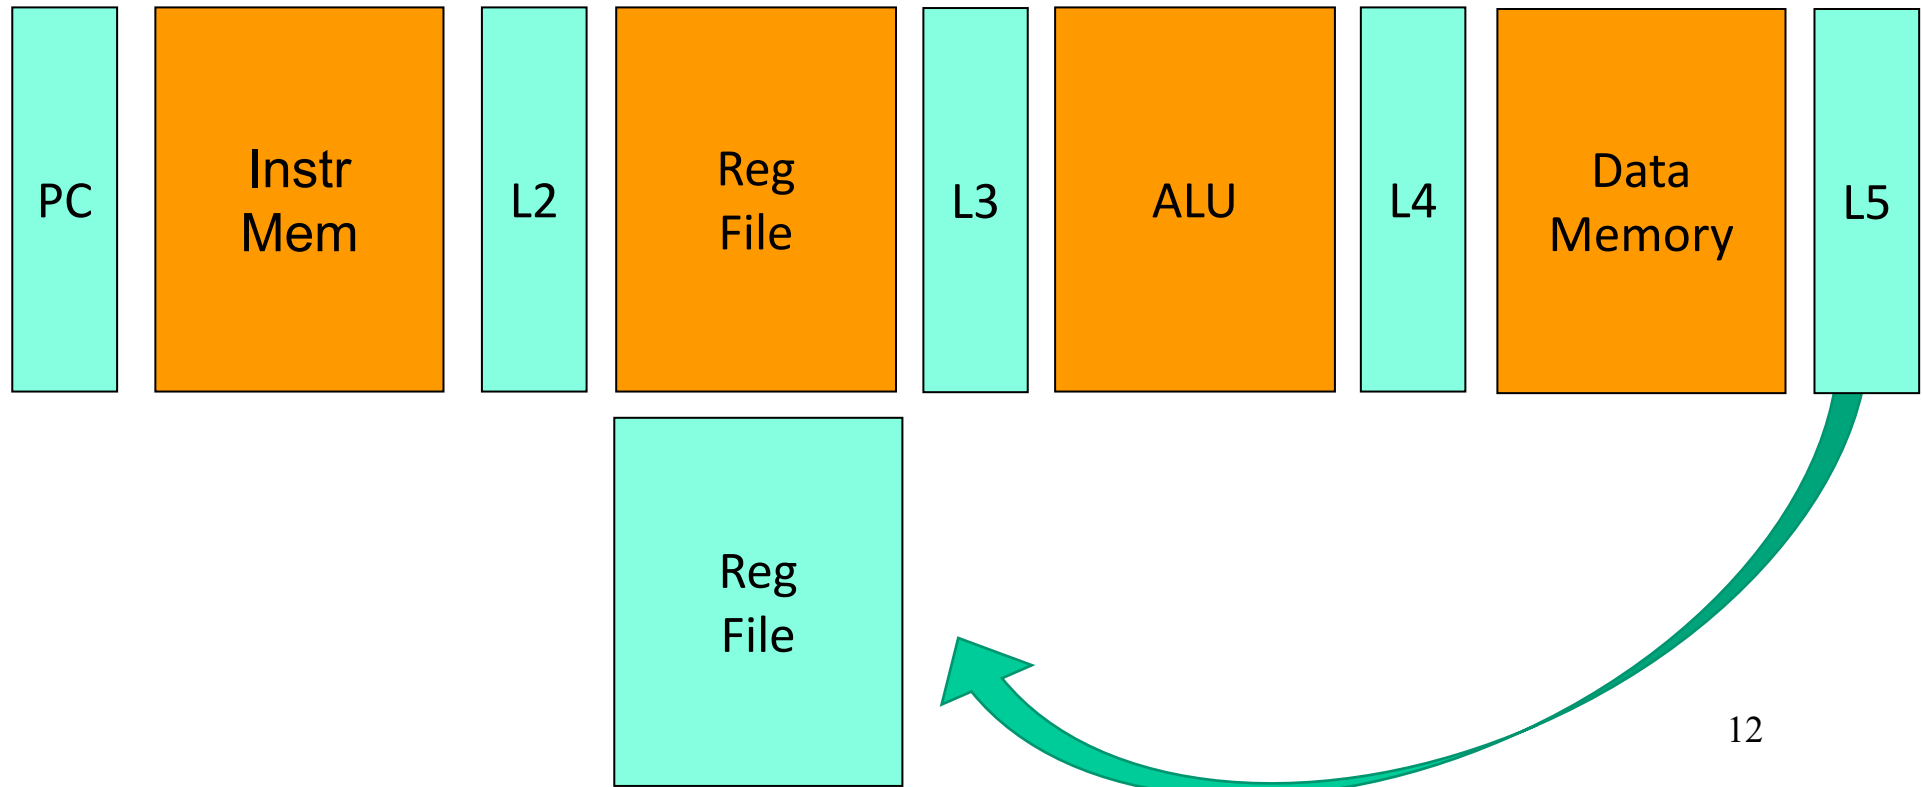 PC
Instr
Mem
L2
Reg
File
L3
ALU
L4
Data
Memory
L5
Reg
File
12